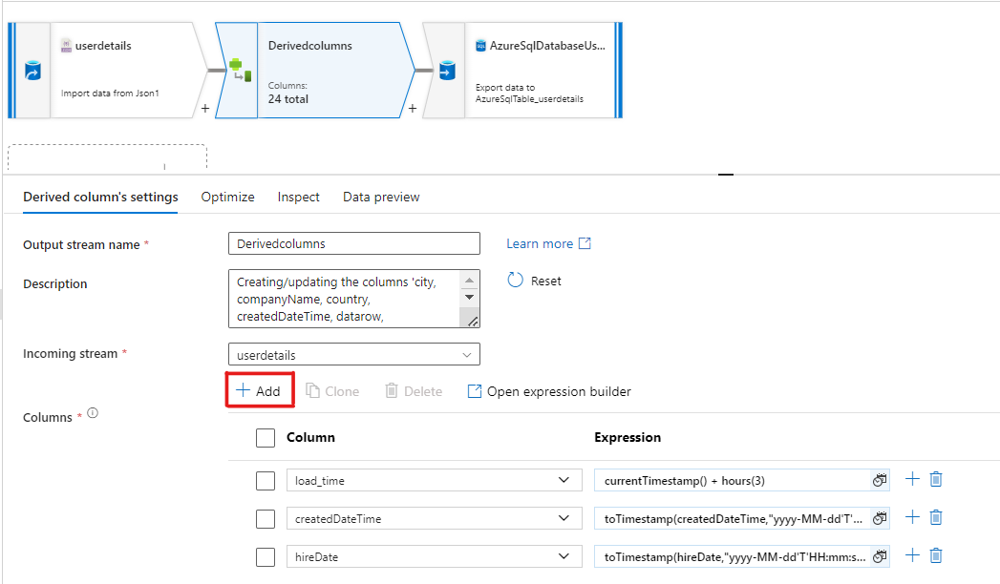 userdetails
Import data from Json1
+
Derivedcolumns
Columns:
24 total
+
AzureSqlDatabaseUs...
Export data to
AzureSqlTable_userdetails
Derived column's settings
Optimize
Inspect
Data preview
Output stream name *
Derivedcolumns
Learn more
Description
Creating/updating the columns 'city,
companyName, country,
createdDateTime, datarow,
Reset
Incoming stream *
userdetails
+ Add
Clone
Delete
Open expression builder
Columns *
Column
Expression
load_time
currentTimestamp() + hours(3)
createdDateTime
toTimestamp(createdDateTime,"yyyy-MM-dd'T'...
hireDate
toTimestamp(hireDate,"yyyy-MM-dd'T'HH:mm:s...